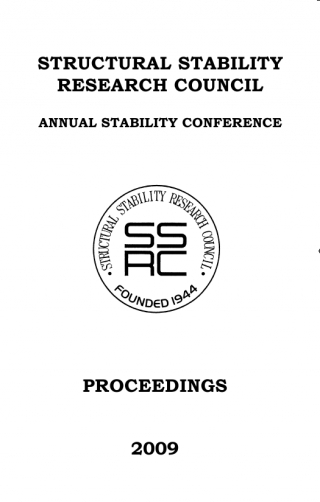 STRUCTURAL STABILITY
RESEARCH COUNCIL
ANNUAL STABILITY CONFERENCE
• STRUCTURAL STABILITY RESEARCH COUNCIL •
SS
RC
FOUNDED 1944
PROCEEDINGS
2009